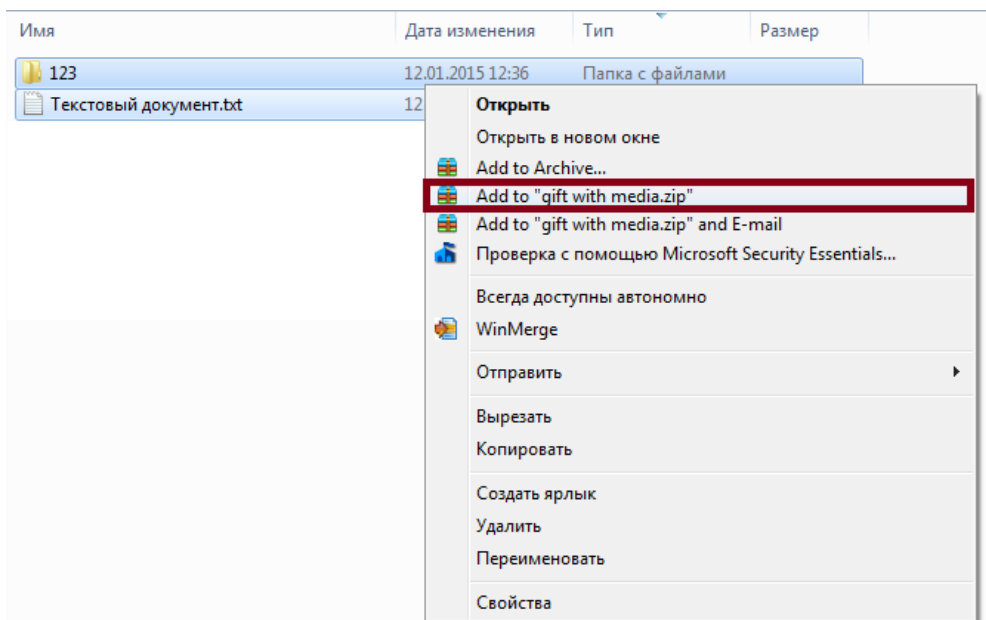 Имя Дата изменения Тип Размер
123 12.01.2015 12:36 Папка с файлами
Текстовый документ.txt 12
Открыть
Открыть в новом окне
Add to Archive...
Add to "gift with media.zip"
Add to "gift with media.zip" and E-mail
Проверка с помощью Microsoft Security Essentials...
Всегда доступны автономно
WinMerge
Отправить
Вырезать
Копировать
Создать ярлык
Удалить
Переименовать
Свойства